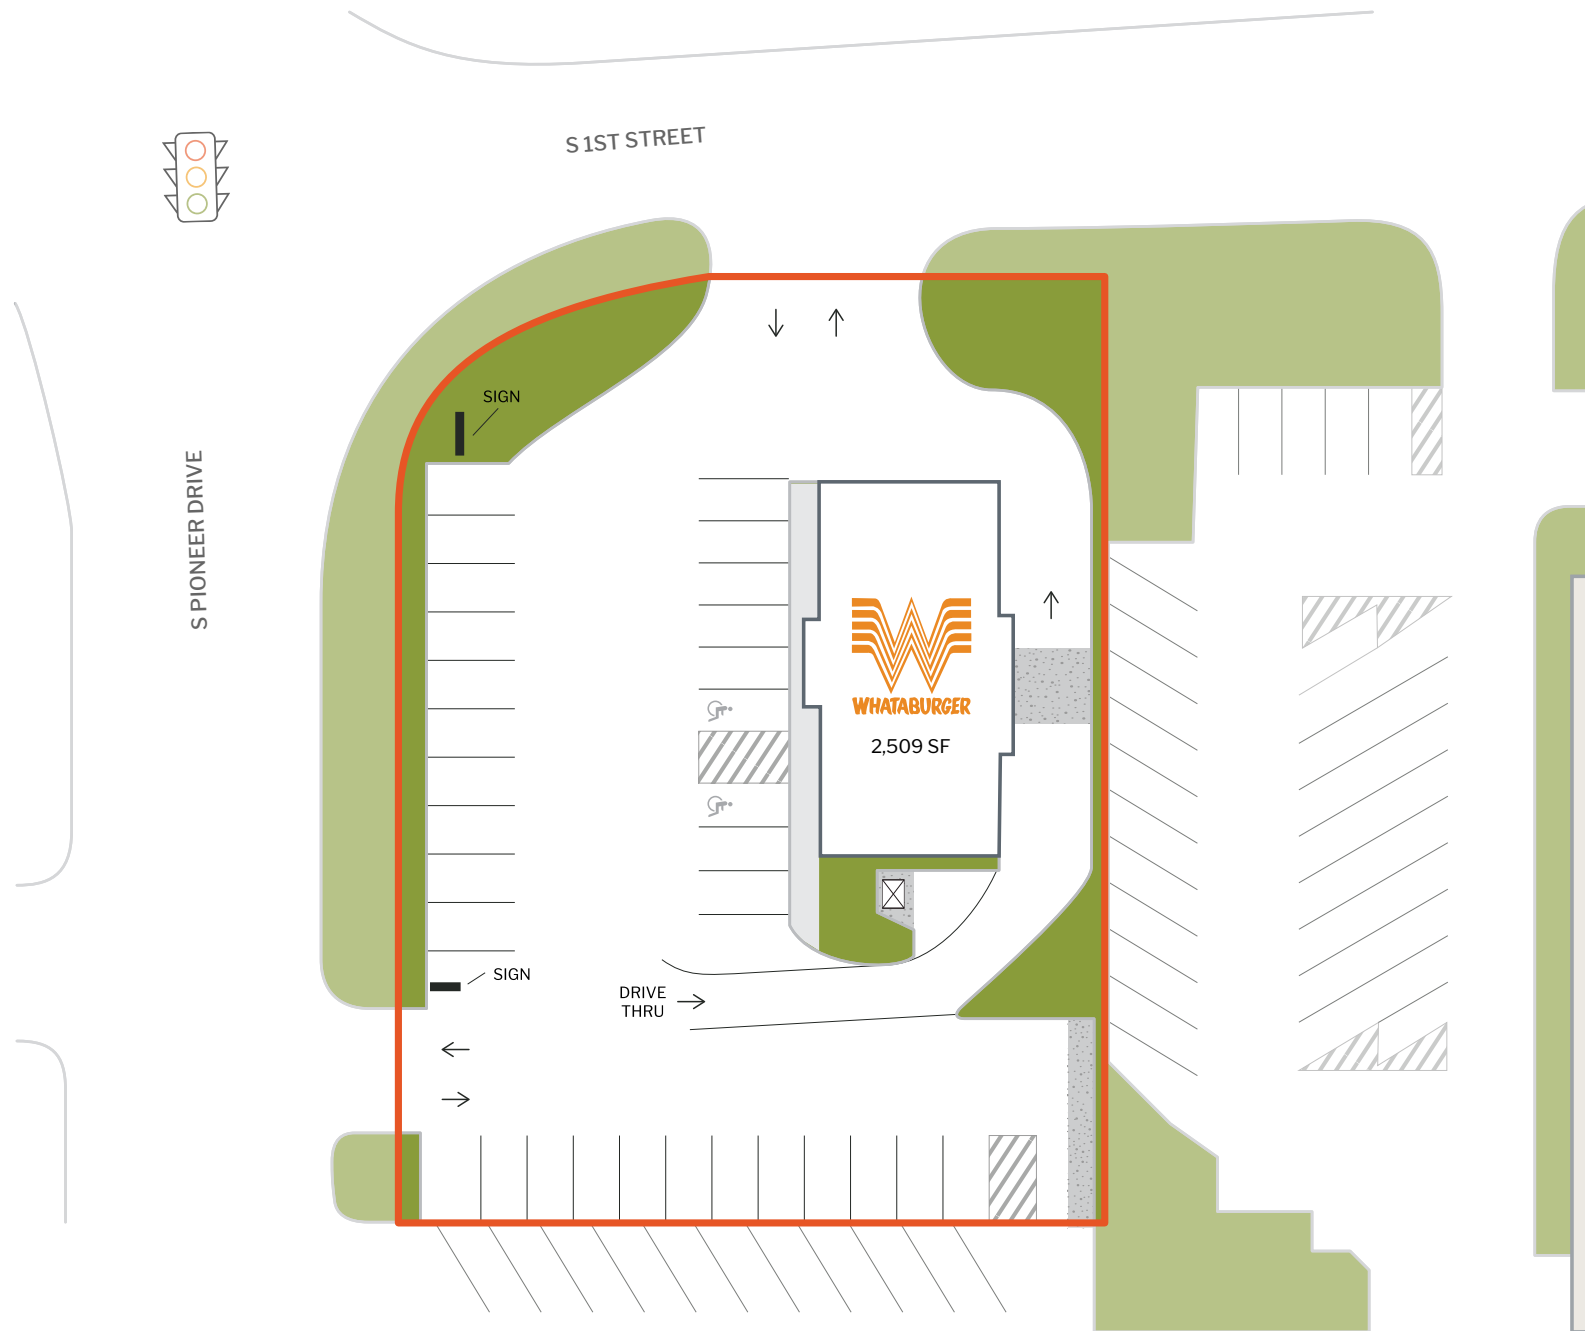 S 1ST STREET
SIGN
S PIONEER DRIVE
WHATABURGER
2,509 SF
SIGN
DRIVE
THRU